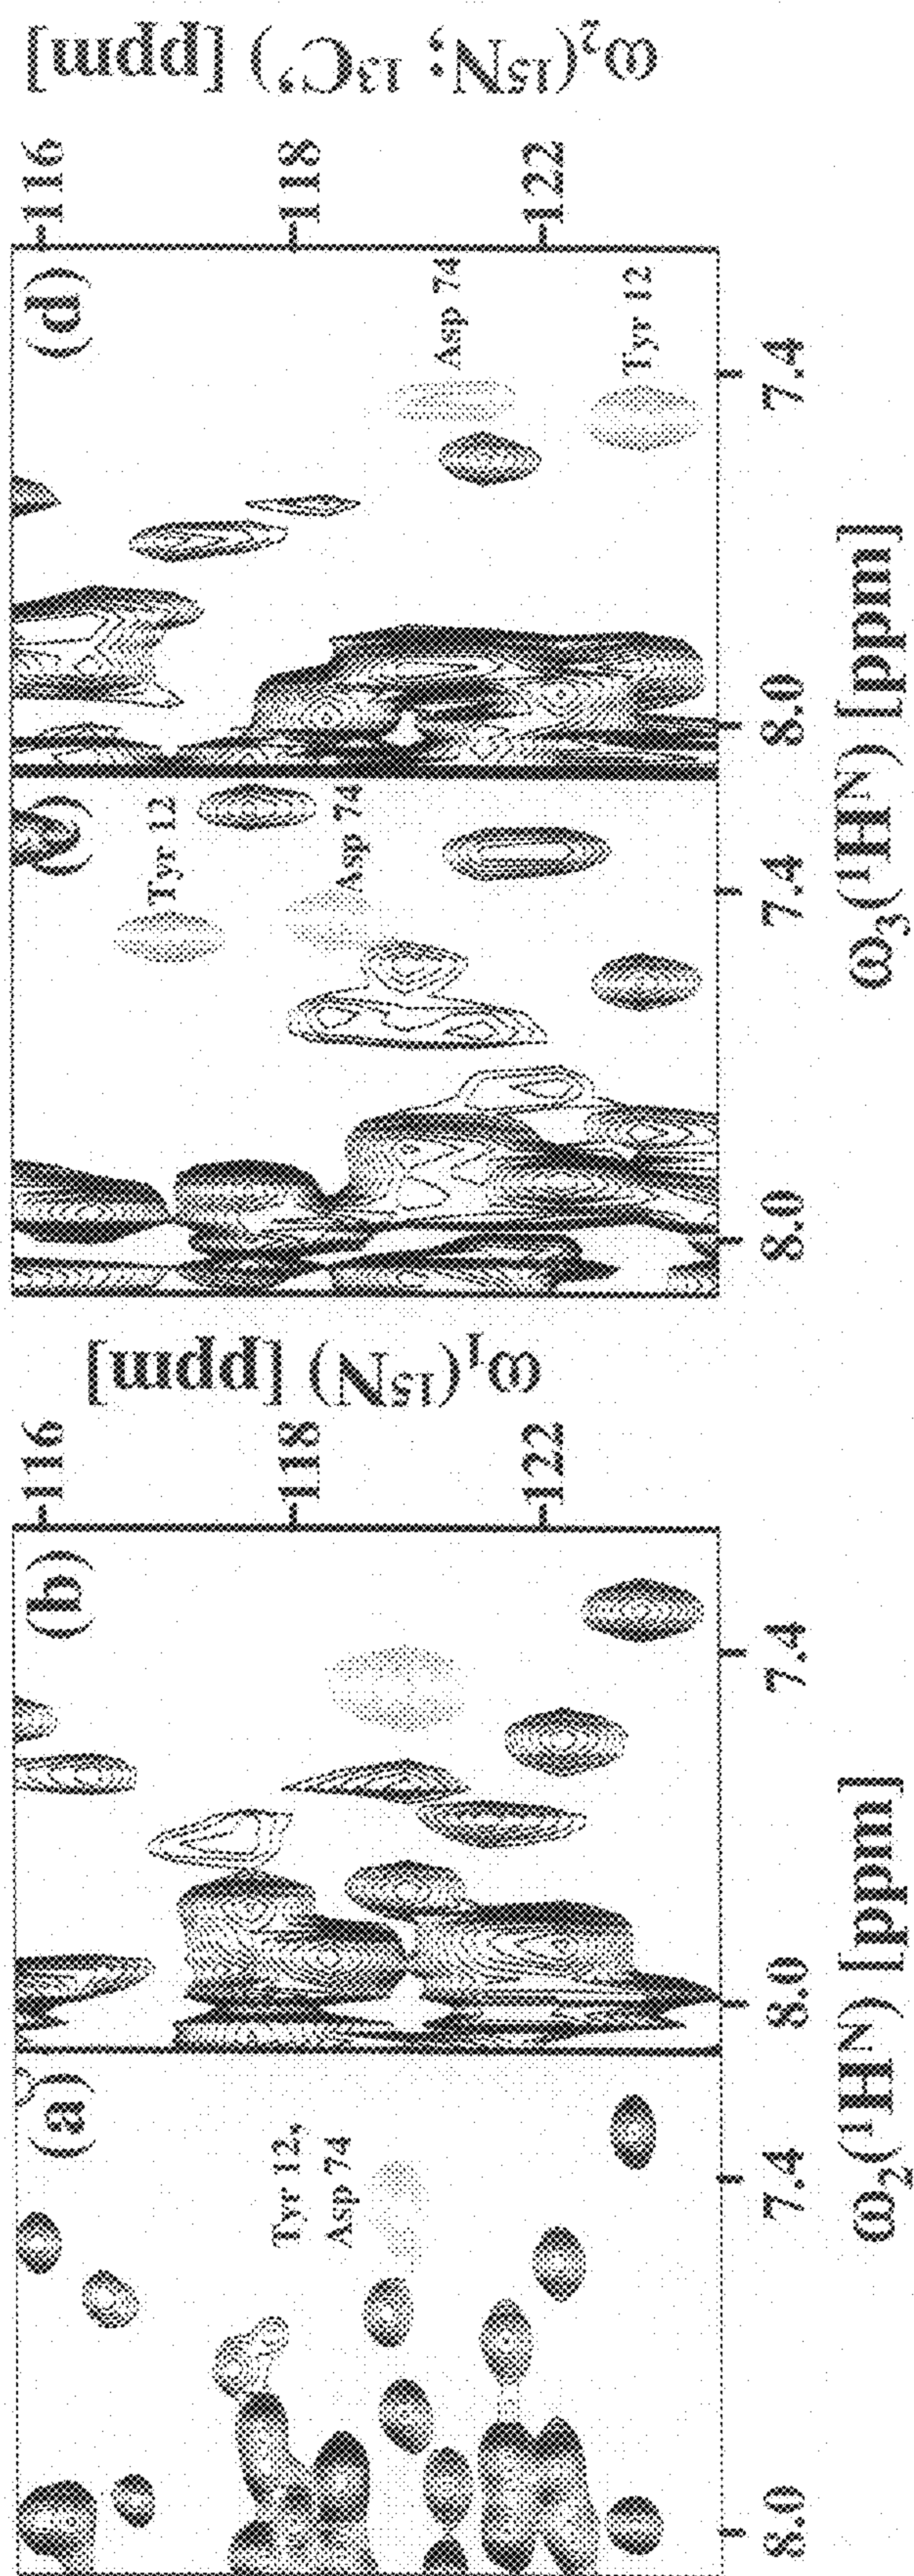 (a)
Tyr 12,
Asp 74
8.0
7.4
(b)
8.0
7.4
ω₂(¹Hᴺ) [ppm]
116
118
122
ω₁(¹⁵N) [ppm]
Tyr 12
Asp 74
8.0
7.4
(d)
Asp 74
Tyr 12
8.0
7.4
ω₃(¹Hᴺ) [ppm]
116
118
122
ω₂(¹⁵N; ¹³C') [ppm]